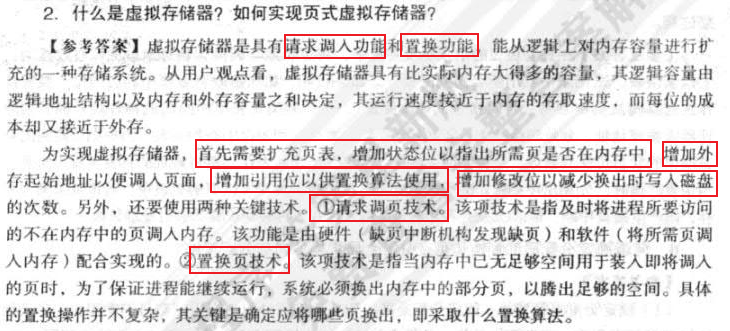 2. 什么是虚拟存储器？如何实现页式虚拟存储器？
【参考答案】虚拟存储器是具有请求调入功能和置换功能，能从逻辑上对内存容量进行扩
充的一种存储系统。从用户观点看，虚拟存储器具有比实际内存大得多的容量，其逻辑容量由
逻辑地址结构以及内存和外存容量之和决定，其运行速度接近于内存的存取速度，而每位的成
本却又接近于外存。
为实现虚拟存储器，首先需要扩充页表，增加状态位以指出所需页是否在内存中，增加外
存起始地址以便调入页面，增加引用位以供置换算法使用，增加修改位以减少换出时写入磁盘
的次数。另外，还要使用两种关键技术。①请求调页技术。该项技术是指及时将进程所要访问
的不在内存中的页调入内存。该功能是由硬件（缺页中断机构发现缺页）和软件（将所需页调
入内存）配合实现的。②置换页技术。该项技术是指当内存中已无足够空间用于装入即将调入
的页时，为了保证进程能继续运行，系统必须换出内存中的部分页，以腾出足够的空间。具体
的置换操作并不复杂，其关键是确定应将哪些页换出，即采取什么置换算法。